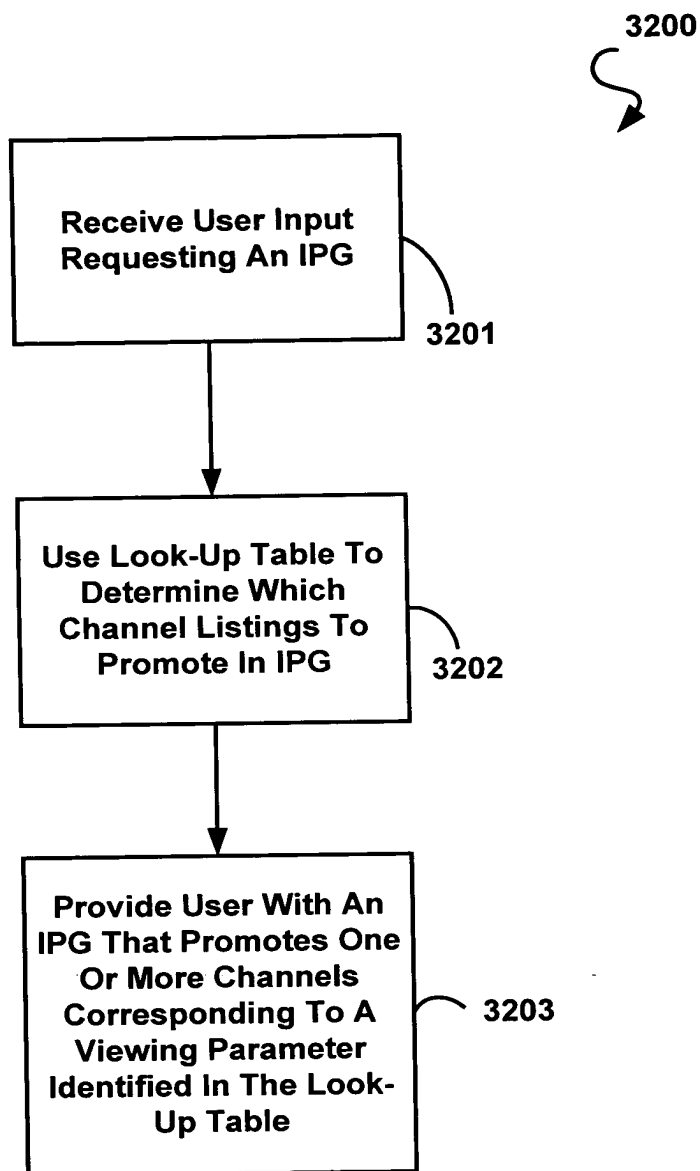 3200
Receive User Input
Requesting An IPG
3201
Use Look-Up Table To
Determine Which
Channel Listings To
Promote In IPG
3202
Provide User With An
IPG That Promotes One
Or More Channels
Corresponding To A
Viewing Parameter
Identified In The Look-
Up Table
3203